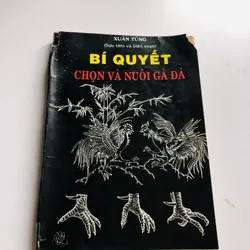 XUÂN TÙNG
(Sưu tầm và biên soạn)
BÍ QUYẾT
CHỌN VÀ NUÔI GÀ ĐÁ